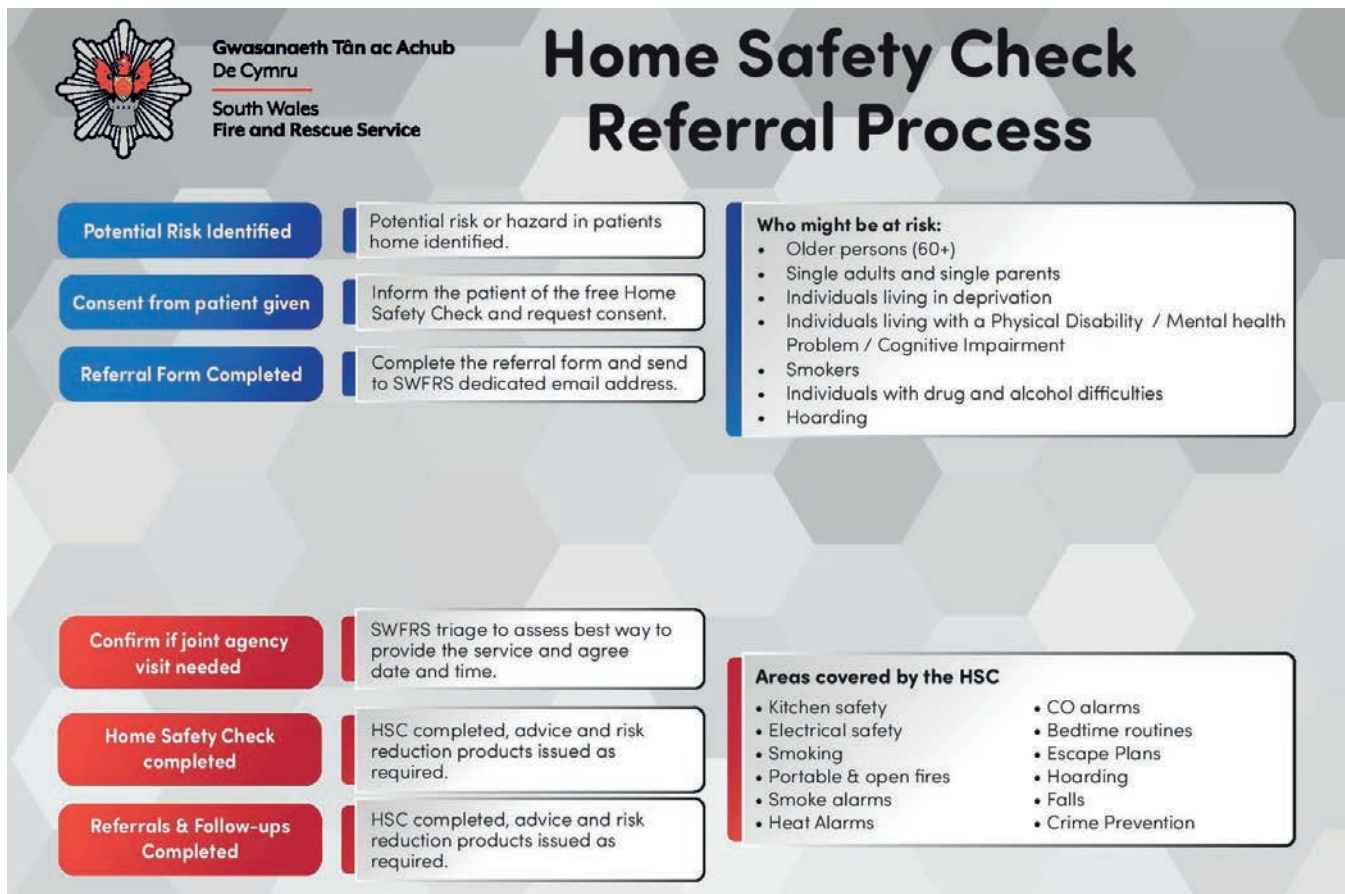 Gwasanaeth Tân ac Achub
De Cymru
South Wales
Fire and Rescue Service
Home Safety Check
Referral Process
Potential Risk Identified
Potential risk or hazard in patients
home identified.
Consent from patient given
Inform the patient of the free Home
Safety Check and request consent.
Referral Form Completed
Complete the referral form and send
to SWFRS dedicated email address.
Who might be at risk:
• Older persons (60+)
• Single adults and single parents
• Individuals living in deprivation
• Individuals living with a Physical Disability / Mental health
Problem / Cognitive Impairment
• Smokers
• Individuals with drug and alcohol difficulties
• Hoarding
Confirm if joint agency
visit needed
SWFRS triage to assess best way to
provide the service and agree
date and time.
Home Safety Check
completed
HSC completed, advice and risk
reduction products issued as
required.
Referrals & Follow-ups
Completed
HSC completed, advice and risk
reduction products issued as
required.
Areas covered by the HSC
• Kitchen safety
• Electrical safety
• Smoking
• Portable & open fires
• Smoke alarms
• Heat Alarms
• CO alarms
• Bedtime routines
• Escape Plans
• Hoarding
• Falls
• Crime Prevention